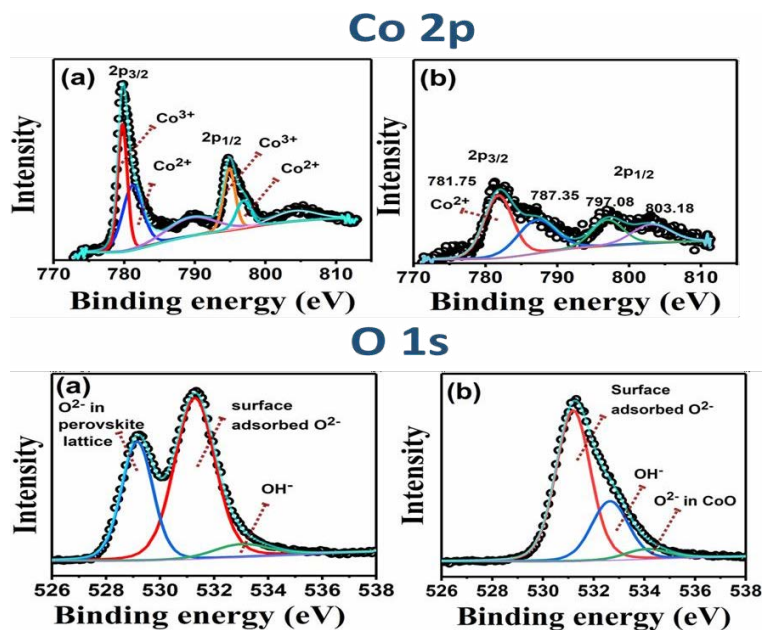 Co 2p
(a)
2p3/2
Co3+
Co2+
2p1/2
Co3+
Co2+
Intensity
770 780 790 800 810
Binding energy (eV)
(b)
2p3/2
781.75
Co2+
787.35
2p1/2
797.08
803.18
Intensity
770 780 790 800 810
Binding energy (eV)
O 1s
(a)
O2- in
perovskite
lattice
surface
adsorbed O2-
OH-
Intensity
526 528 530 532 534 536 538
Binding energy (eV)
(b)
Surface
adsorbed O2-
OH-
O2- in CoO
Intensity
526 528 530 532 534 536 538
Binding energy (eV)